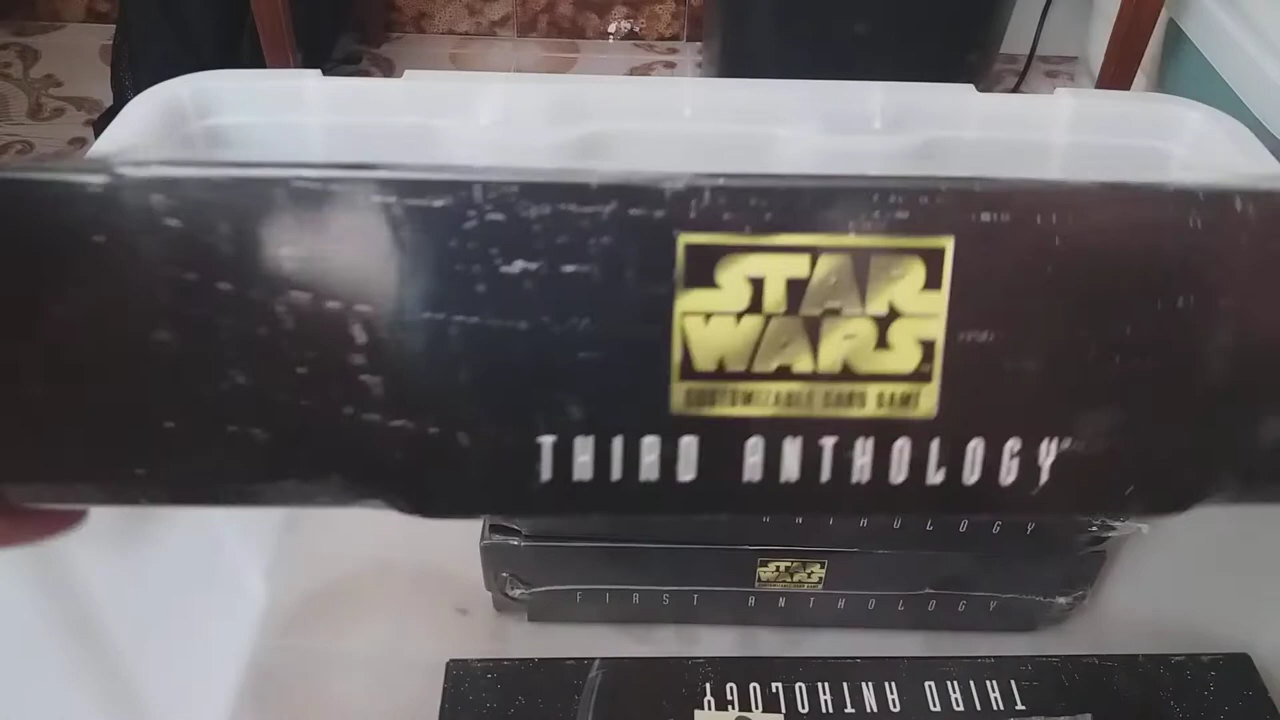 STAR
WARS
CUSTOMIZABLE CARD GAME
THIRD ANTHOLOGY
ANTHOLOGY
STAR
WARS
FIRST ANTHOLOGY
THIRD ANTHOLOGY